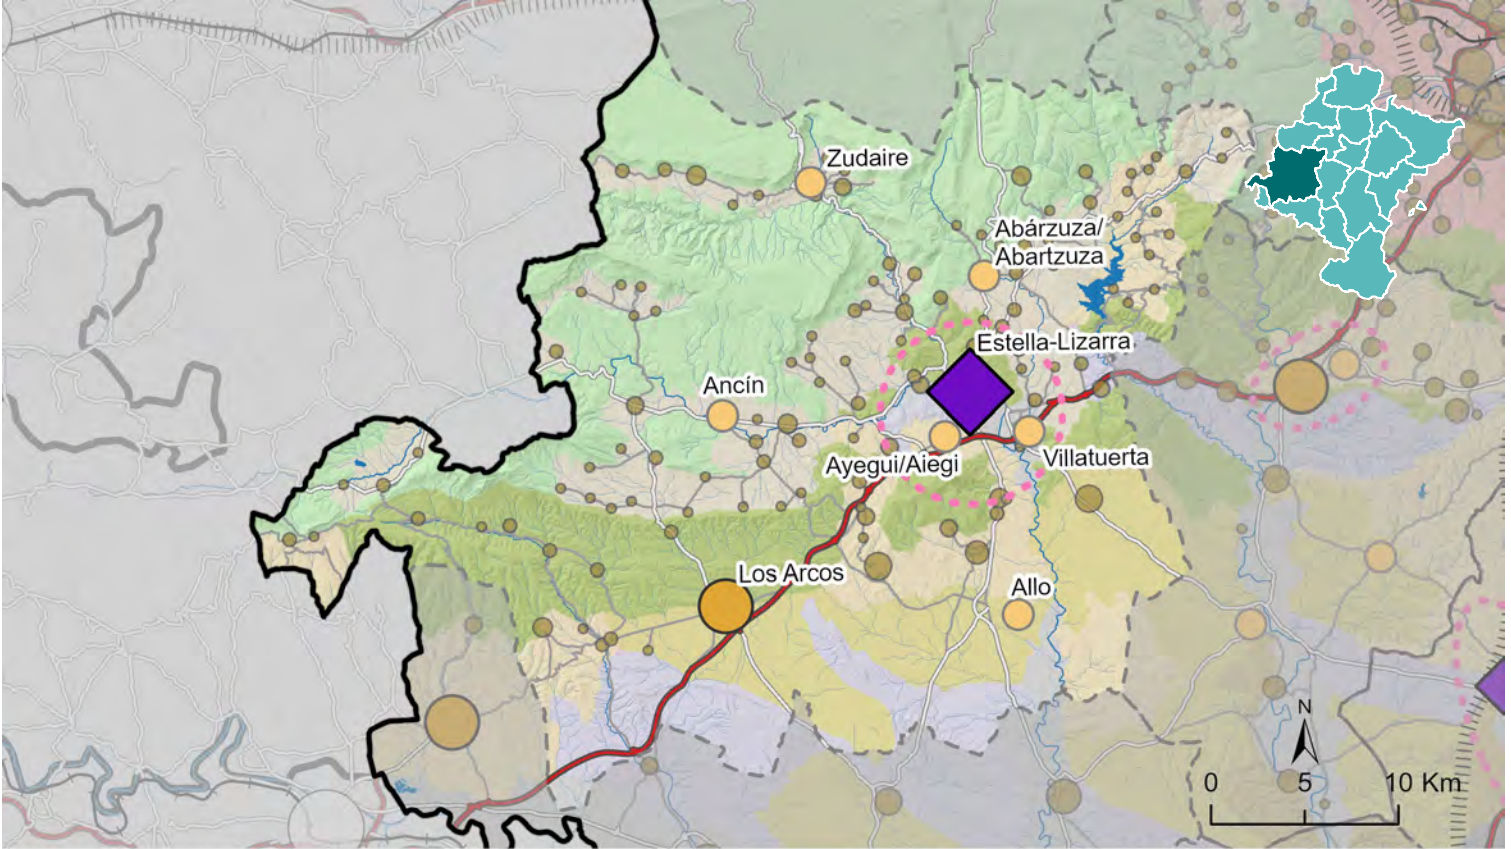 Zudaire
Abárzuza/
Abartzuza
Estella-Lizarra
Ancín
Ayegui/Aiegi
Villatuerta
Los Arcos
Allo
N
0 5 10 Km